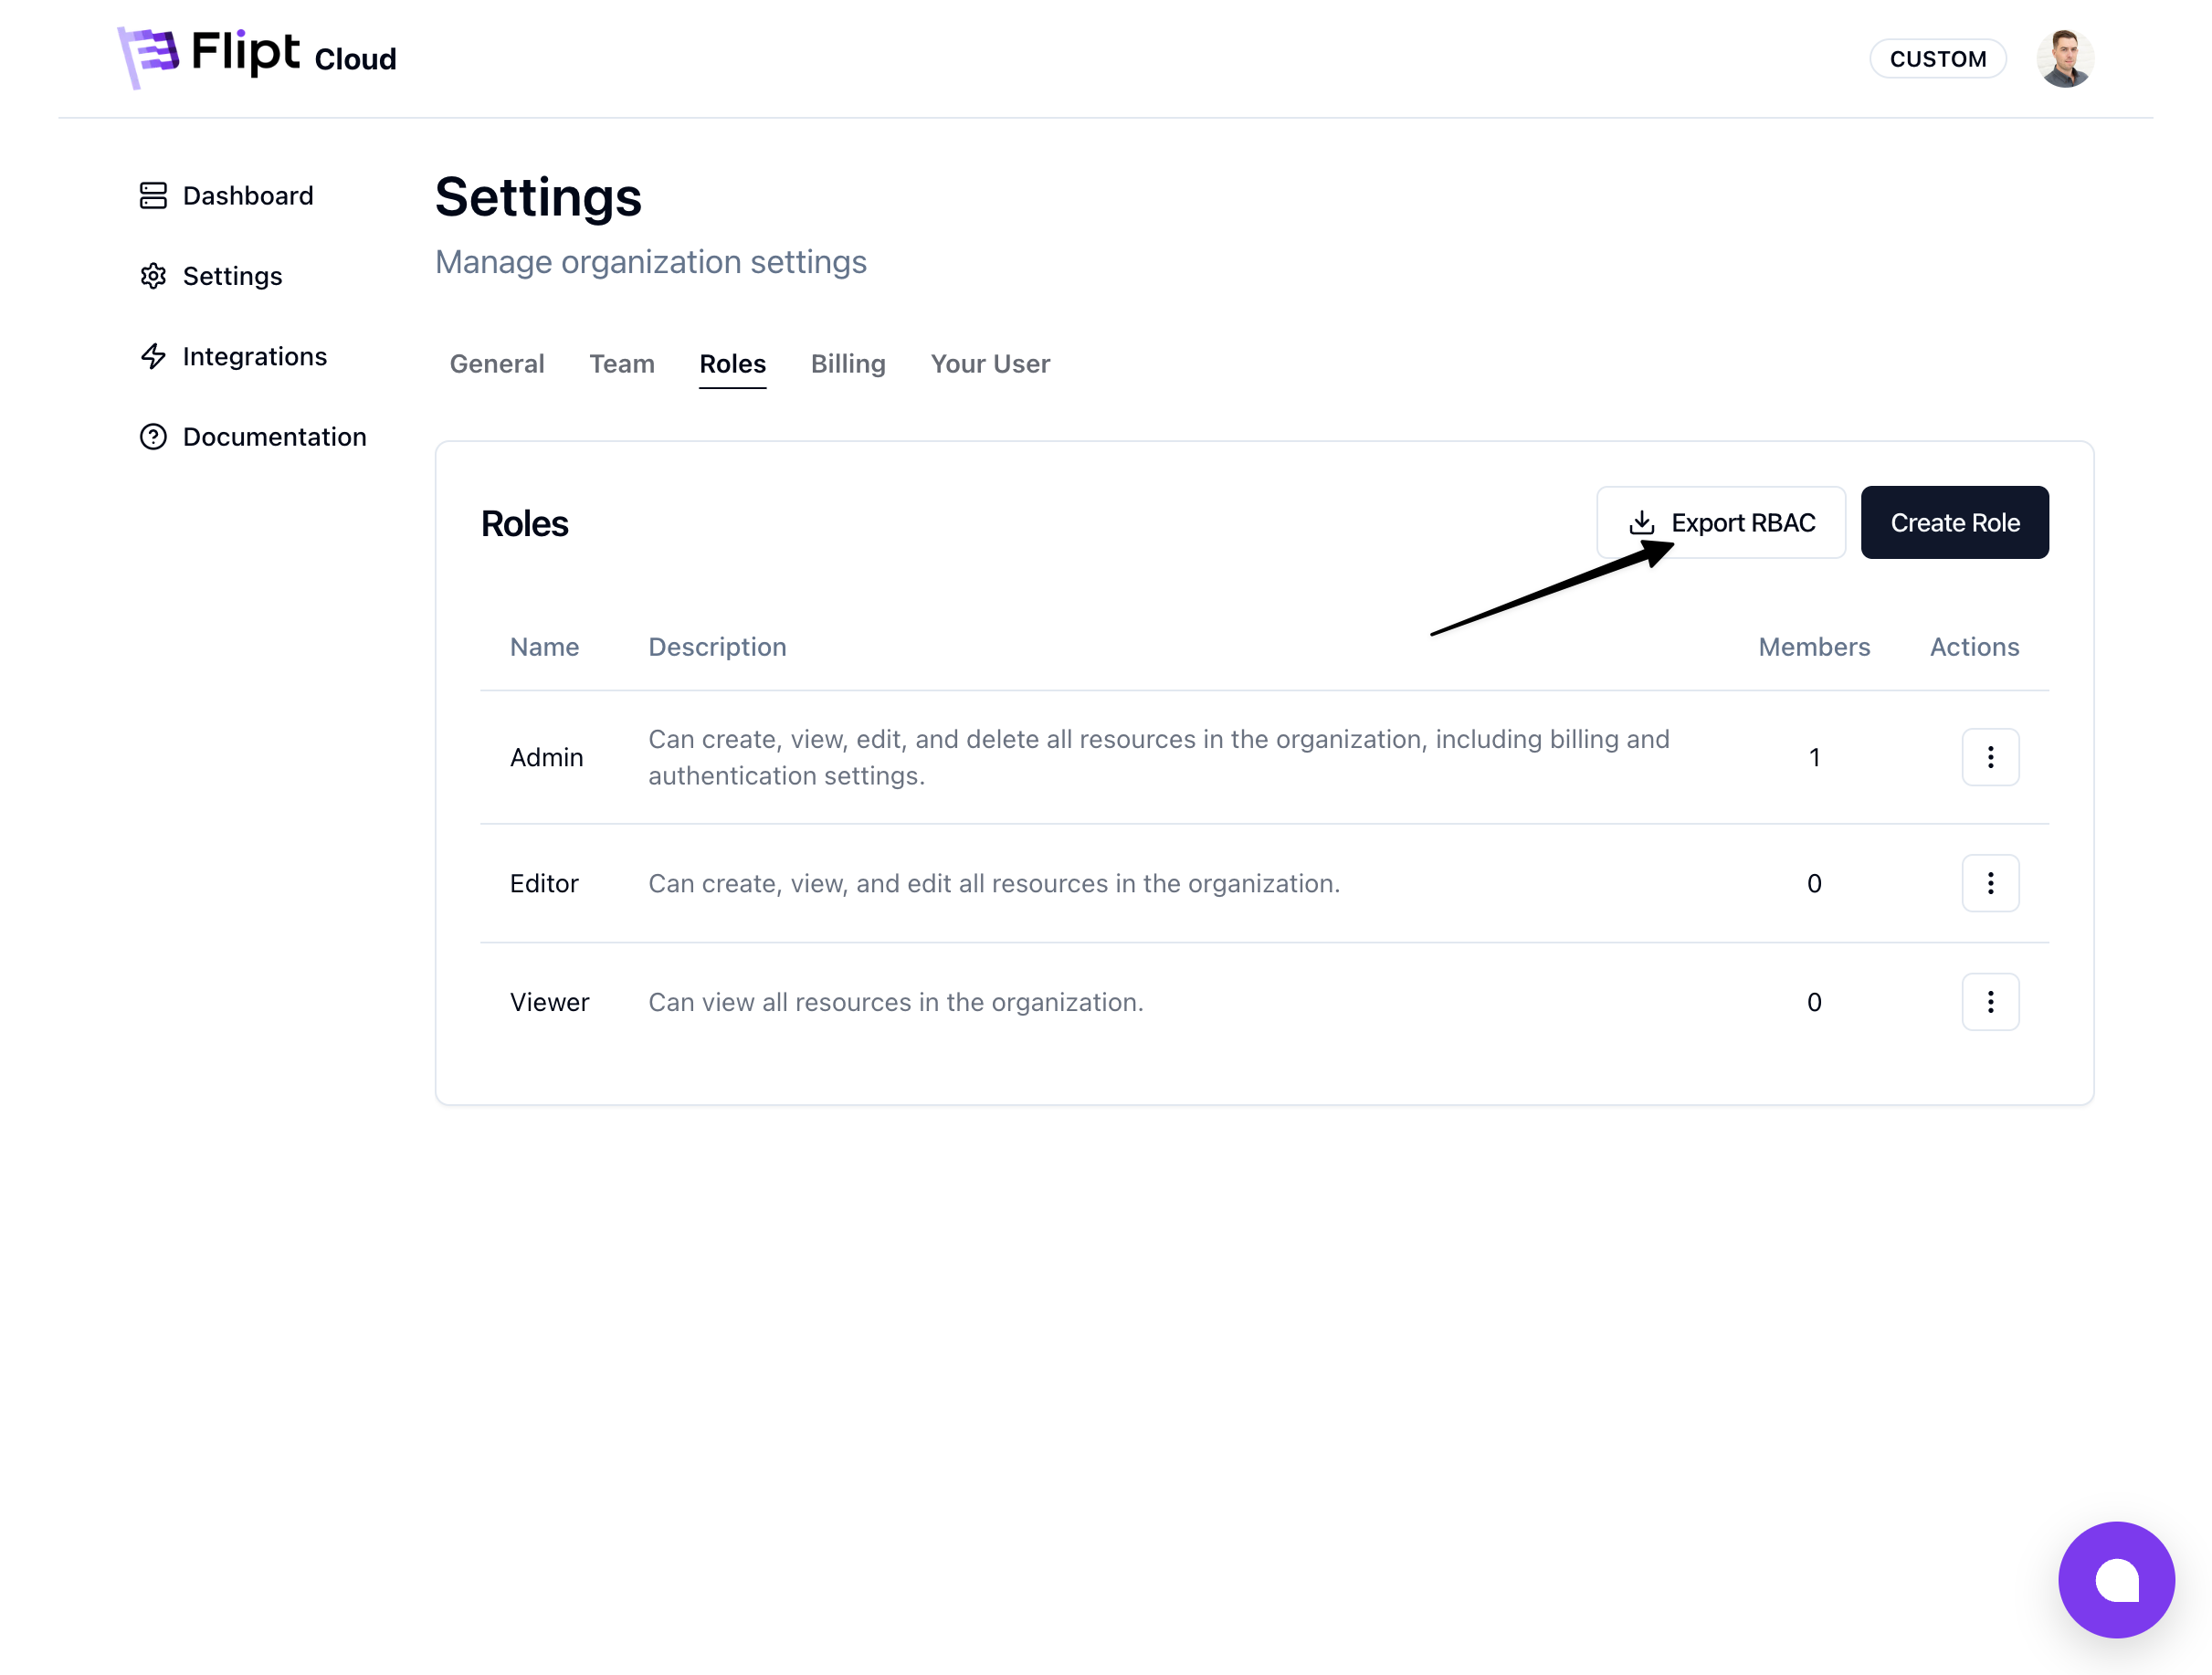 Flipt Cloud
CUSTOM
Dashboard
Settings
Integrations
Documentation
Settings
Manage organization settings
General Team Roles Billing Your User
Roles
Export RBAC
Create Role
Name Description Members Actions
Admin Can create, view, edit, and delete all resources in the organization, including billing and
authentication settings. 1
Editor Can create, view, and edit all resources in the organization. 0
Viewer Can view all resources in the organization. 0